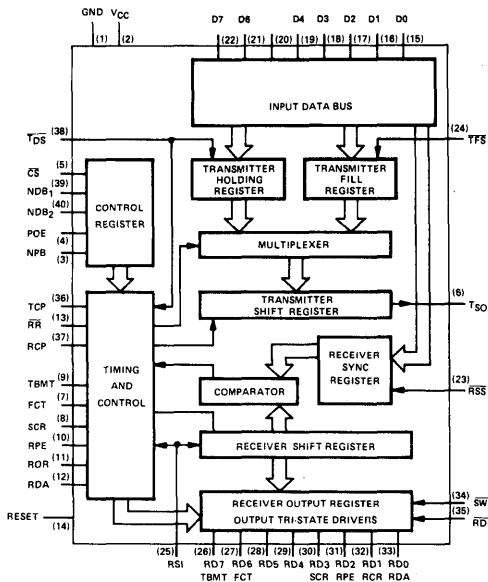 GND VCC
(1) (2)
D7 D6 D4 D3 D2 D1 D0
(22) (21) (20) (19) (18) (17) (16) (15)
INPUT DATA BUS
TDS (38)
(24) TFS
TRANSMITTER HOLDING REGISTER
TRANSMITTER FILL REGISTER
CS (5)
NDB1 (39)
NDB2 (40)
POE
NPB (4)
(3)
CONTROL REGISTER
MULTIPLEXER
TRANSMITTER SHIFT REGISTER
(6) TSO
TCP (36)
RR (13)
RCP (37)
TBMT (9)
FCT (7)
SCR (8)
RPE (10)
ROR (11)
RDA (12)
TIMING AND CONTROL
RECEIVER SYNC REGISTER
(23) RSS
COMPARATOR
RECEIVER SHIFT REGISTER
RECEIVER OUTPUT REGISTER
OUTPUT TRI-STATE DRIVERS
(34) SW
(35) RD
RESET
(14)
(25) (26) (27) (28) (29) (30) (31) (32) (33)
RSI RD7 RD6 RD5 RD4 RD3 RD2 RD1 RD0
TBMT FCT SCR RPE RCR RDA